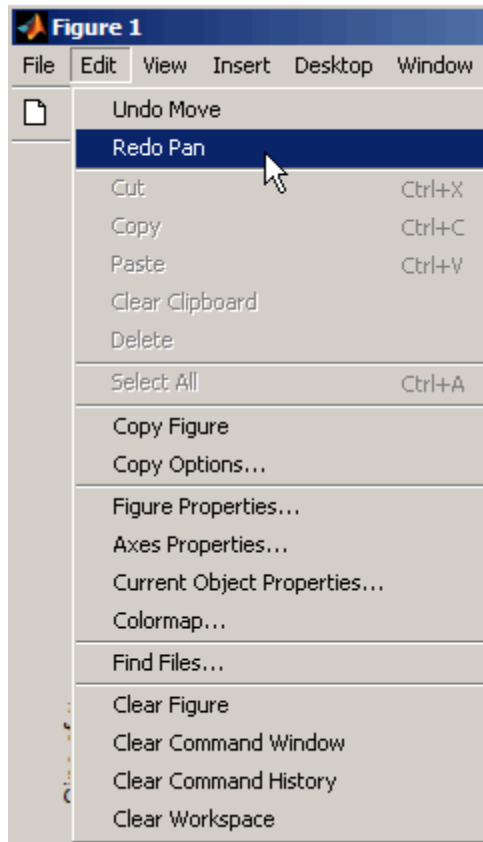 Figure 1
File Edit View Insert Desktop Window
Undo Move
Redo Pan
Cut Ctrl+X
Copy Ctrl+C
Paste Ctrl+V
Clear Clipboard
Delete
Select All Ctrl+A
Copy Figure
Copy Options...
Figure Properties...
Axes Properties...
Current Object Properties...
Colormap...
Find Files...
Clear Figure
Clear Command Window
Clear Command History
Clear Workspace